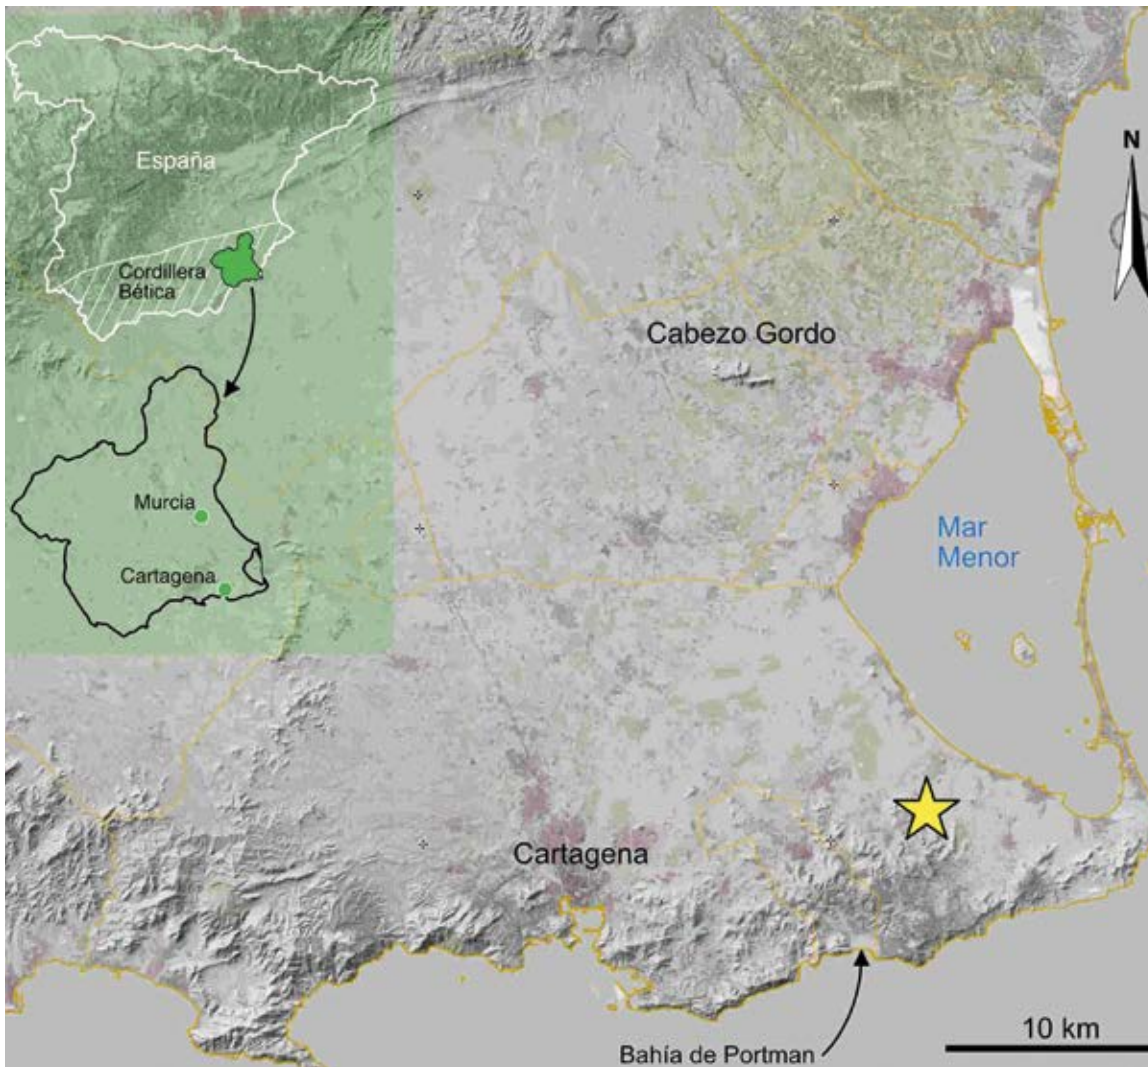 España
Cordillera
Bética
Murcia
Cartagena
Cabezo Gordo
N
Mar
Menor
Cartagena
10 km
Bahía de Portman